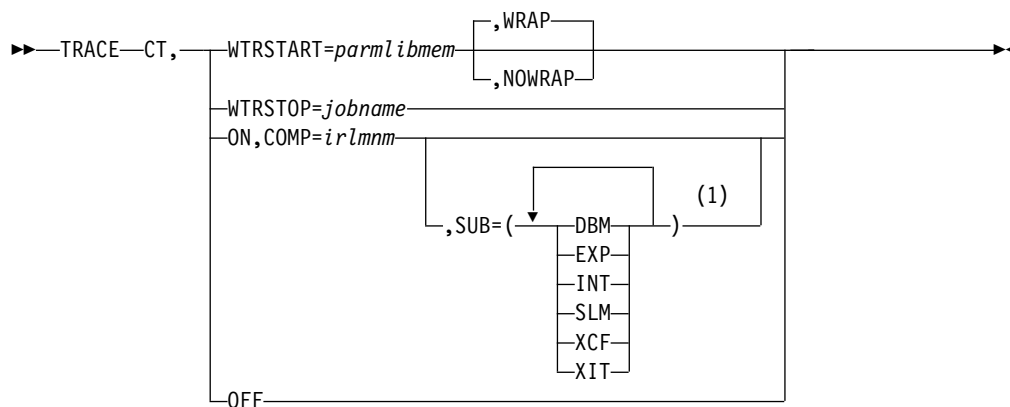 ,WRAP
TRACE CT, WTRSTART=parmlibmem
,NOWRAP
WTRSTOP=jobname
ON,COMP=irlmnm
(1)
,SUB=( DBM )
EXP
INT
SLM
XCF
XIT
OFF